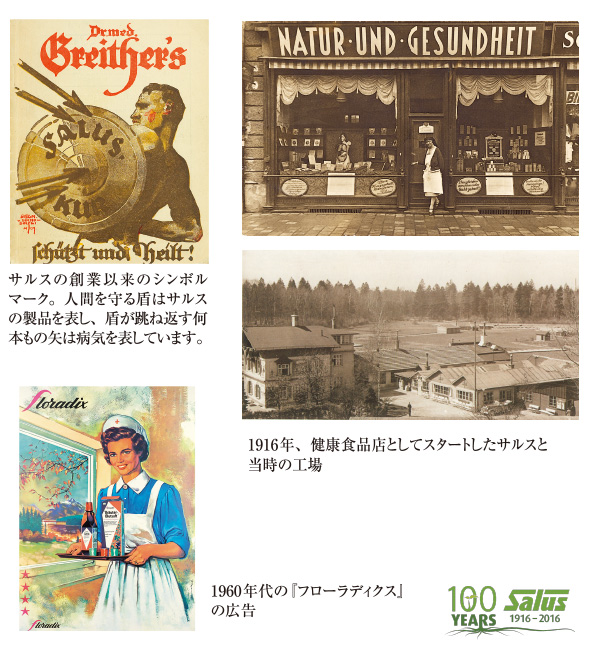 Dr.med.
Greither's
SALUS
KUR
schützt und heilt!
サルスの創業以来のシンボル
マーク。人間を守る盾はサルス
の製品を表し、盾が跳ね返す何
本もの矢は病気を表しています。
NATUR·UND·GESUNDHEIT
1916年、健康食品店としてスタートしたサルスと
当時の工場
Floradix
Floradix
1960年代の『フローラディクス』
の広告
100
YEARS
Salus
1916-2016